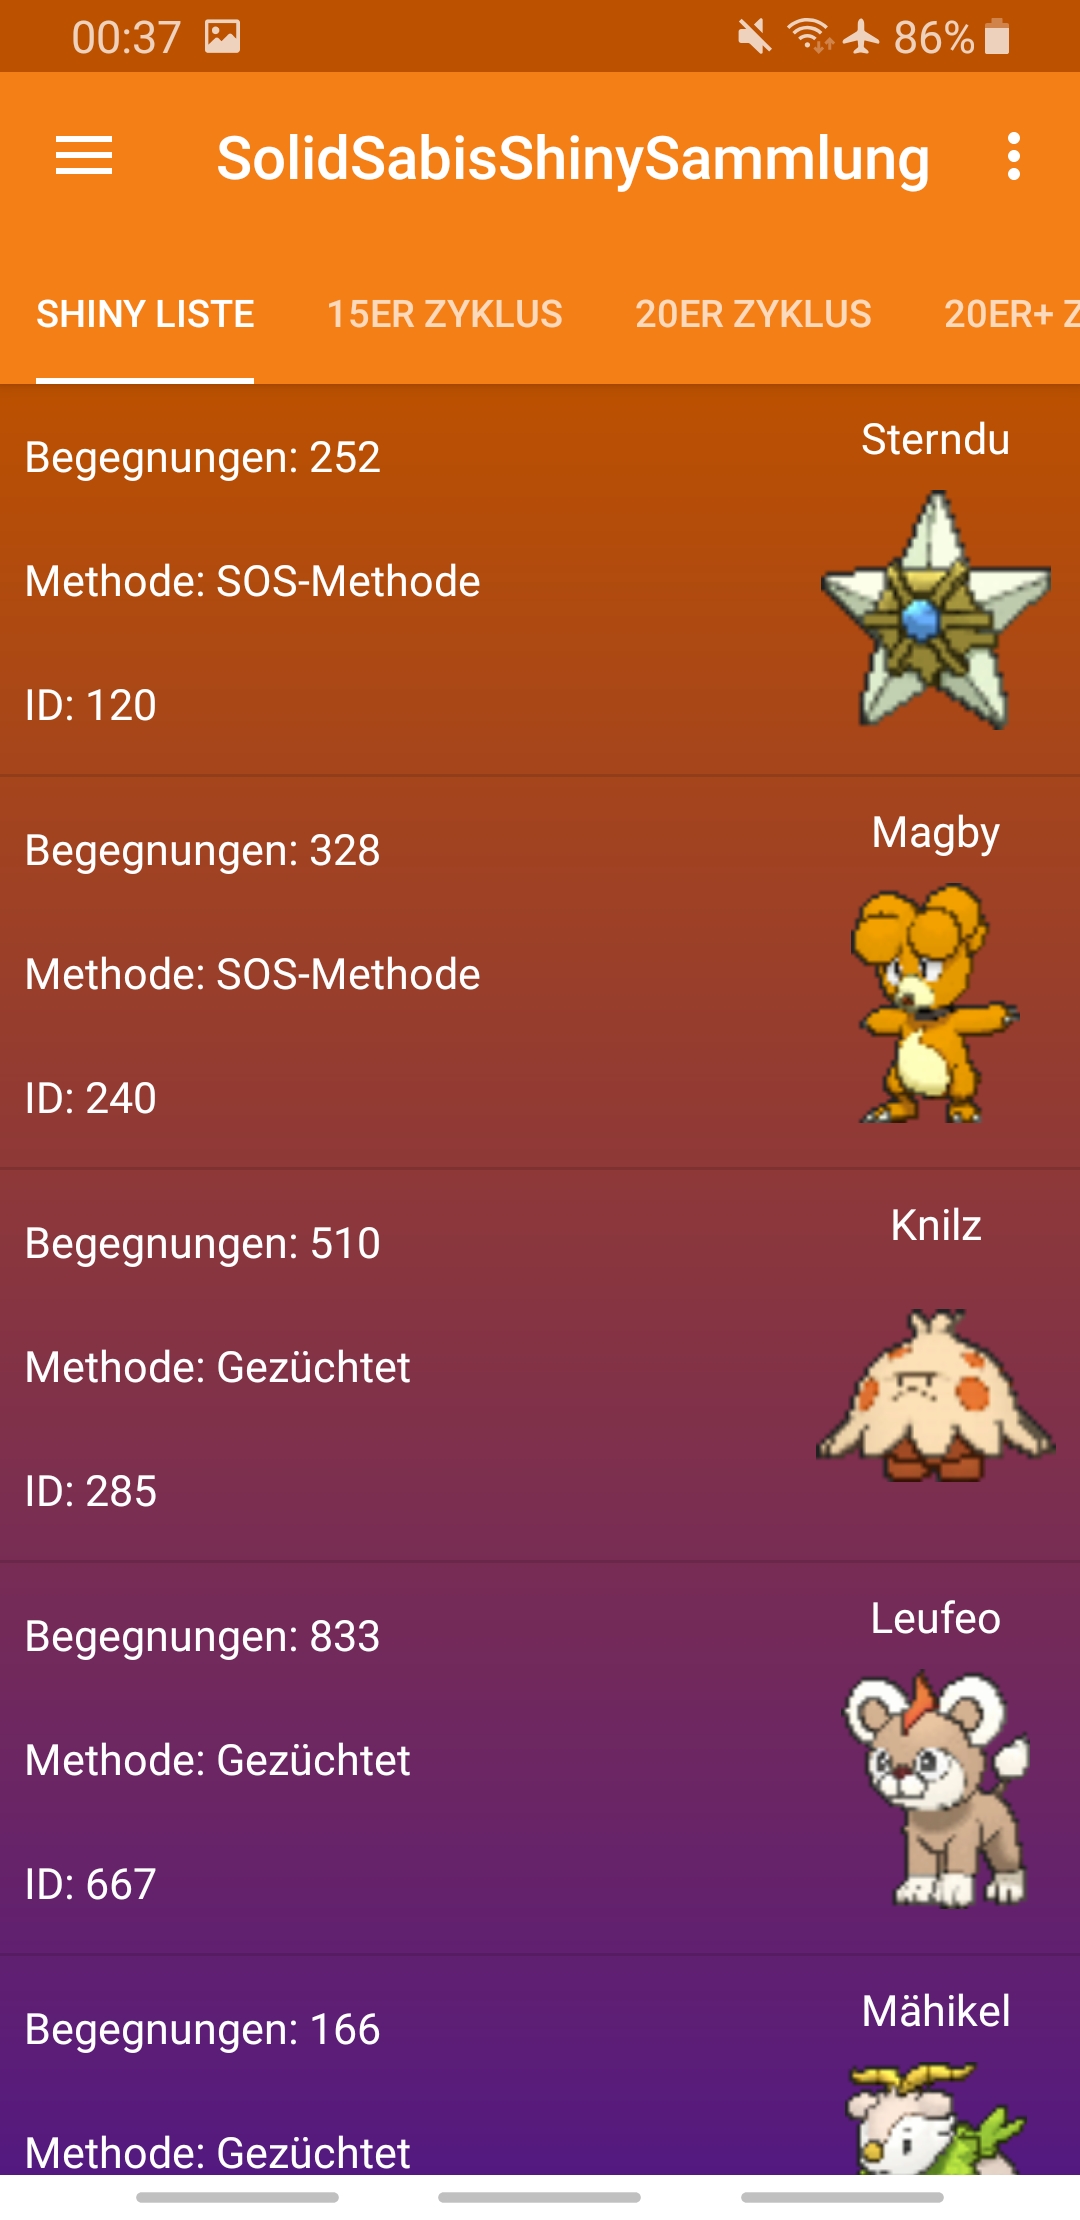 00:37 86%
SolidSabisShinySammlung
SHINY LISTE 15ER ZYKLUS 20ER ZYKLUS 20ER+ Z
Sterndu
Begegnungen: 252
Methode: SOS-Methode
ID: 120
Magby
Begegnungen: 328
Methode: SOS-Methode
ID: 240
Knilz
Begegnungen: 510
Methode: Gezüchtet
ID: 285
Leufeo
Begegnungen: 833
Methode: Gezüchtet
ID: 667
Mähikel
Begegnungen: 166
Methode: Gezüchtet